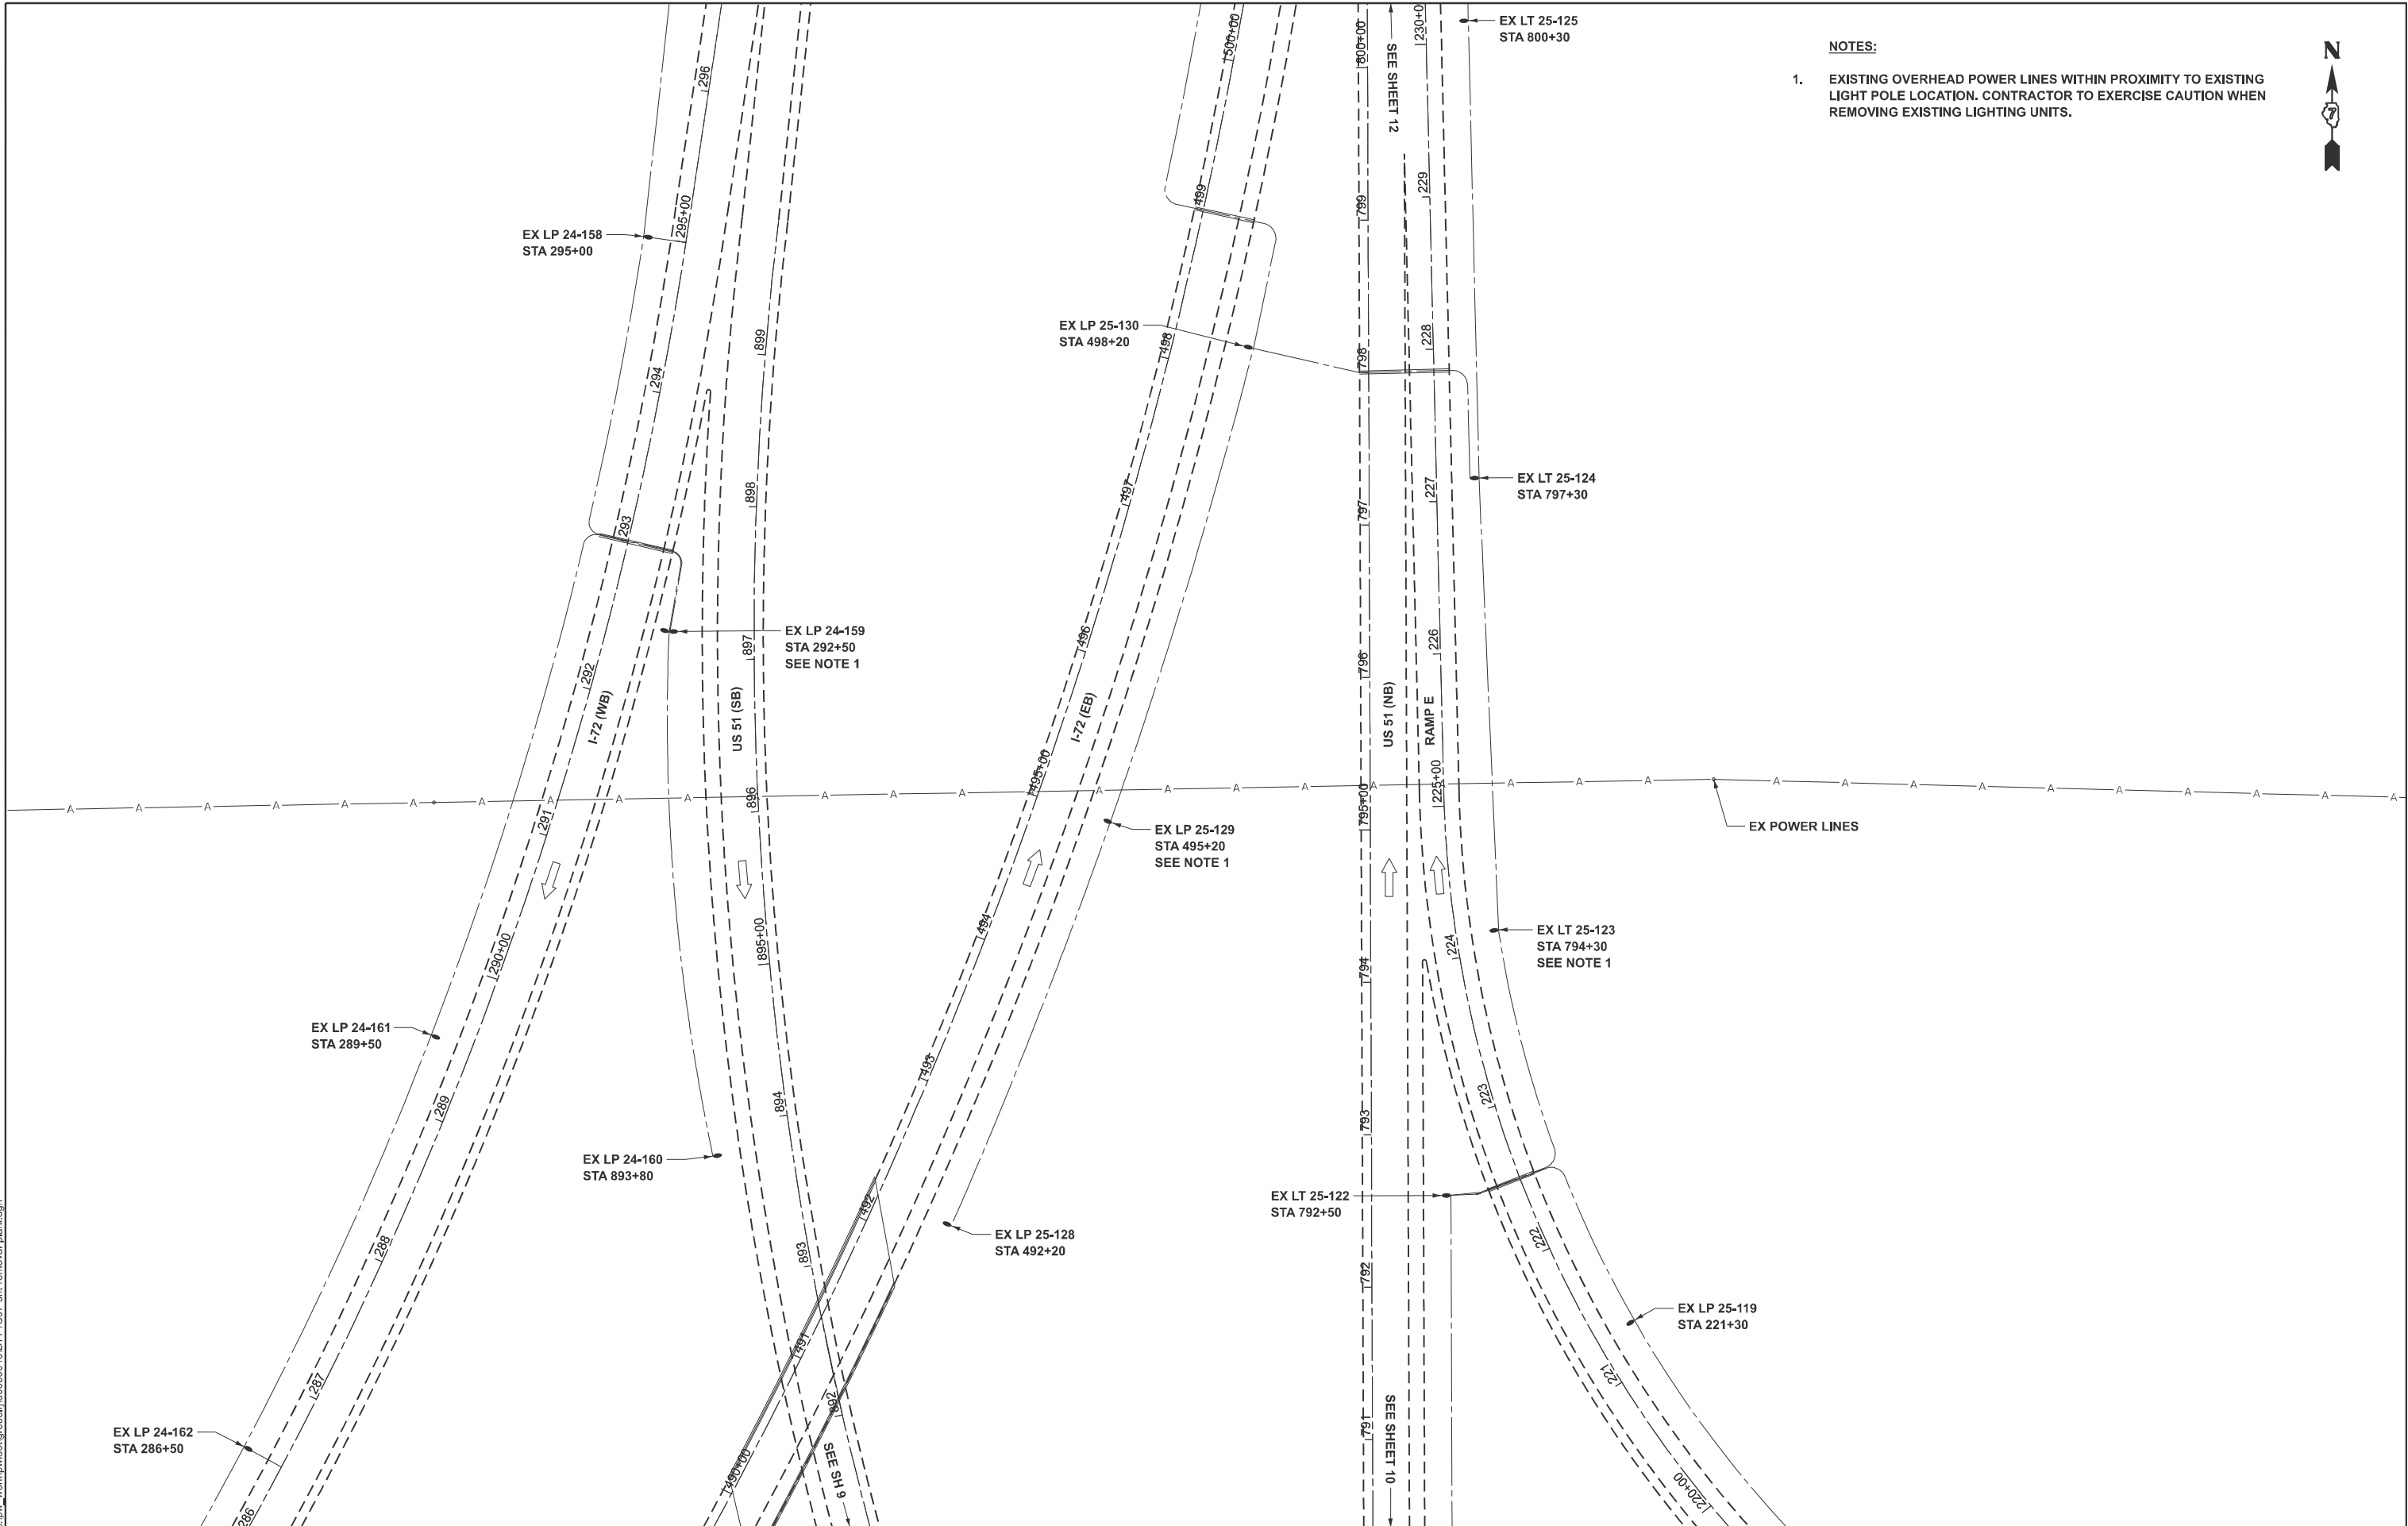 NOTES:
1. EXISTING OVERHEAD POWER LINES WITHIN PROXIMITY TO EXISTING
LIGHT POLE LOCATION. CONTRACTOR TO EXERCISE CAUTION WHEN
REMOVING EXISTING LIGHTING UNITS.
N
7
EX LT 25-125
STA 800+30
SEE SHEET 12
EX LP 24-158
STA 295+00
EX LP 25-130
STA 498+20
EX LT 25-124
STA 797+30
EX LP 24-159
STA 292+50
SEE NOTE 1
I-72 (WB)
US 51 (SB)
I-72 (EB)
US 51 (NB)
RAMP E
EX LP 25-129
STA 495+20
SEE NOTE 1
EX POWER LINES
EX LT 25-123
STA 794+30
SEE NOTE 1
EX LP 24-161
STA 289+50
EX LP 24-160
STA 893+80
EX LT 25-122
STA 792+50
EX LP 25-128
STA 492+20
EX LP 25-119
STA 221+30
EX LP 24-162
STA 286+50
SEE SH 9
SEE SHEET 10
296
295+00
294
293
292
291
290+00
289
288
287
286
899
898
897
896
895+00
894
893
892
500+00
499
498
497
496
495+00
494
493
492
491
490+00
800+00
799
798
797
796
795+00
794
793
792
791
230+0
229
228
227
226
225+00
224
223
222
221
220+00
A A A A A A A A A A A A A A A A A A A A A A A A A A A A A A A A A A